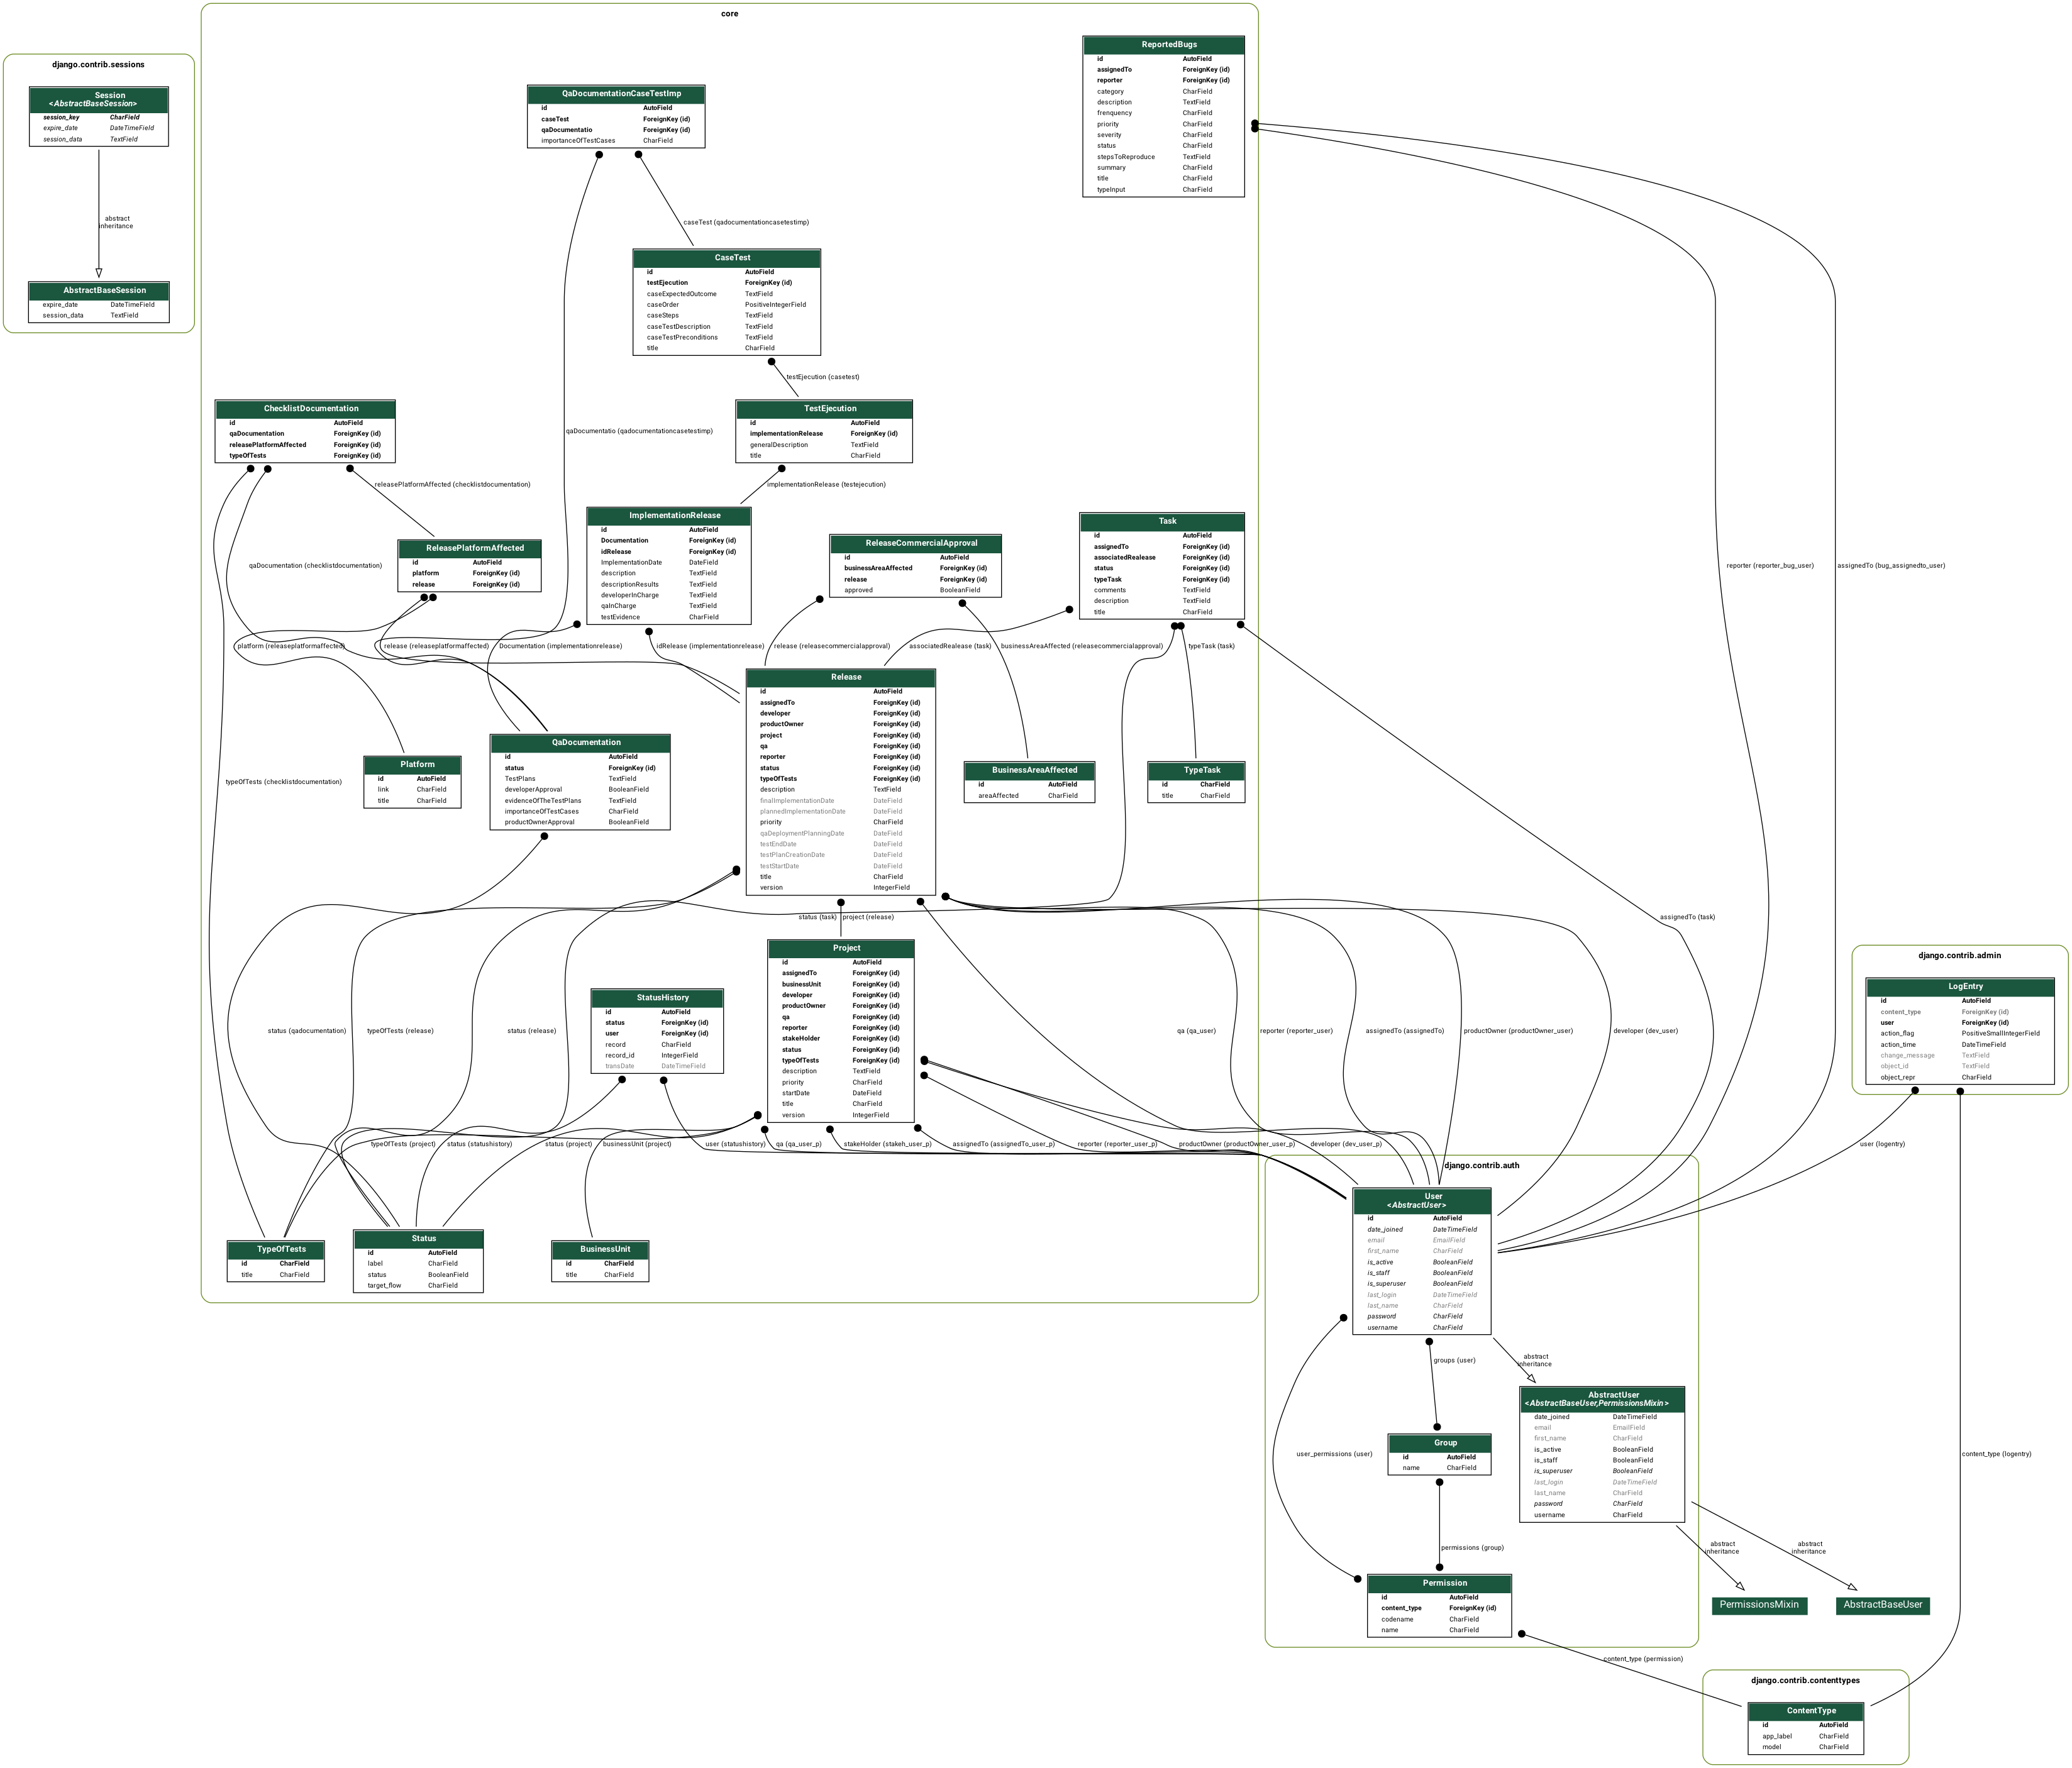 core
django.contrib.sessions
Session
<AbstractBaseSession>
session_key CharField
expire_date DateTimeField
session_data TextField
abstract
inheritance
AbstractBaseSession
expire_date DateTimeField
session_data TextField
ReportedBugs
id AutoField
assignedTo ForeignKey (id)
reporter ForeignKey (id)
category CharField
description TextField
frenquency CharField
priority CharField
severity CharField
status CharField
stepsToReproduce TextField
summary CharField
title CharField
typeInput CharField
QaDocumentationCaseTestImp
id AutoField
caseTest ForeignKey (id)
qaDocumentatio ForeignKey (id)
importanceOfTestCases CharField
caseTest (qadocumentationcasetestimp)
CaseTest
id AutoField
testEjecution ForeignKey (id)
caseExpectedOutcome TextField
caseOrder PositiveIntegerField
caseSteps TextField
caseTestDescription TextField
caseTestPreconditions TextField
title CharField
testEjecution (casetest)
ChecklistDocumentation
id AutoField
qaDocumentation ForeignKey (id)
releasePlatformAffected ForeignKey (id)
typeOfTests ForeignKey (id)
qaDocumentatio (qadocumentationcasetestimp)
TestEjecution
id AutoField
implementationRelease ForeignKey (id)
generalDescription TextField
title CharField
releasePlatformAffected (checklistdocumentation)
implementationRelease (testejecution)
qaDocumentation (checklistdocumentation)
ReleasePlatformAffected
id AutoField
platform ForeignKey (id)
release ForeignKey (id)
ImplementationRelease
id AutoField
Documentation ForeignKey (id)
idRelease ForeignKey (id)
ImplementationDate DateField
description TextField
descriptionResults TextField
developerInCharge TextField
qaInCharge TextField
testEvidence CharField
ReleaseCommercialApproval
id AutoField
businessAreaAffected ForeignKey (id)
release ForeignKey (id)
approved BooleanField
Task
id AutoField
assignedTo ForeignKey (id)
associatedRealease ForeignKey (id)
status ForeignKey (id)
typeTask ForeignKey (id)
comments TextField
description TextField
title CharField
reporter (reporter_bug_user)
assignedTo (bug_assignedto_user)
platform (releaseplatformaffected)
release (releaseplatformaffected)
Documentation (implementationrelease)
idRelease (implementationrelease)
release (releasecommercialapproval)
associatedRealease (task)
businessAreaAffected (releasecommercialapproval)
typeTask (task)
typeOfTests (checklistdocumentation)
Platform
id AutoField
link CharField
title CharField
QaDocumentation
id AutoField
status ForeignKey (id)
TestPlans TextField
developerApproval BooleanField
evidenceOfTheTestPlans TextField
importanceOfTestCases CharField
productOwnerApproval BooleanField
Release
id AutoField
assignedTo ForeignKey (id)
developer ForeignKey (id)
productOwner ForeignKey (id)
project ForeignKey (id)
qa ForeignKey (id)
reporter ForeignKey (id)
status ForeignKey (id)
typeOfTests ForeignKey (id)
description TextField
finalImplementationDate DateField
plannedImplementationDate DateField
priority CharField
qaDeploymentPlanningDate DateField
testEndDate DateField
testPlanCreationDate DateField
testStartDate DateField
title CharField
version IntegerField
BusinessAreaAffected
id AutoField
areaAffected CharField
TypeTask
id CharField
title CharField
status (task)
project (release)
assignedTo (task)
Project
id AutoField
assignedTo ForeignKey (id)
businessUnit ForeignKey (id)
developer ForeignKey (id)
productOwner ForeignKey (id)
qa ForeignKey (id)
reporter ForeignKey (id)
stakeHolder ForeignKey (id)
status ForeignKey (id)
typeOfTests ForeignKey (id)
description TextField
priority CharField
startDate DateField
title CharField
version IntegerField
StatusHistory
id AutoField
status ForeignKey (id)
user ForeignKey (id)
record CharField
record_id IntegerField
transDate DateTimeField
status (qadocumentation)
typeOfTests (release)
status (release)
qa (qa_user)
reporter (reporter_user)
assignedTo (assignedTo)
productOwner (productOwner_user)
developer (dev_user)
django.contrib.admin
LogEntry
id AutoField
content_type ForeignKey (id)
user ForeignKey (id)
action_flag PositiveSmallIntegerField
action_time DateTimeField
change_message TextField
object_id TextField
object_repr CharField
typeOfTests (project)
status (statushistory)
status (project)
businessUnit (project)
user (statushistory)
qa (qa_user_p)
stakeHolder (stakeh_user_p)
assignedTo (assignedTo_user_p)
reporter (reporter_user_p)
productOwner (productOwner_user_p)
developer (dev_user_p)
user (logentry)
TypeOfTests
id CharField
title CharField
Status
id AutoField
label CharField
status BooleanField
target_flow CharField
BusinessUnit
id CharField
title CharField
django.contrib.auth
User
<AbstractUser>
id AutoField
date_joined DateTimeField
email EmailField
first_name CharField
is_active BooleanField
is_staff BooleanField
is_superuser BooleanField
last_login DateTimeField
last_name CharField
password CharField
username CharField
groups (user)
abstract
inheritance
AbstractUser
<AbstractBaseUser,PermissionsMixin>
date_joined DateTimeField
email EmailField
first_name CharField
is_active BooleanField
is_staff BooleanField
is_superuser BooleanField
last_login DateTimeField
last_name CharField
password CharField
username CharField
user_permissions (user)
Group
id AutoField
name CharField
content_type (logentry)
permissions (group)
abstract
inheritance
abstract
inheritance
Permission
id AutoField
content_type ForeignKey (id)
codename CharField
name CharField
PermissionsMixin
AbstractBaseUser
content_type (permission)
django.contrib.contenttypes
ContentType
id AutoField
app_label CharField
model CharField